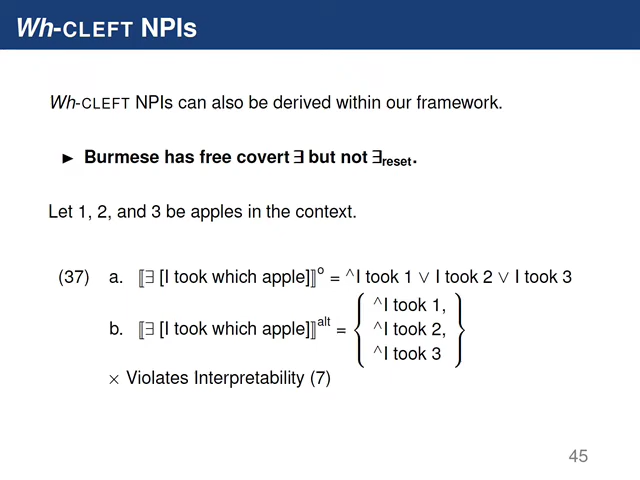 Wh-CLEFT NPIs
Wh-CLEFT NPIs can also be derived within our framework.
▶ Burmese has free covert ∃ but not ∃reset.
Let 1, 2, and 3 be apples in the context.
(37) a. ⟦∃ [I took which apple]⟧o = ^I took 1 ∨ I took 2 ∨ I took 3
b. ⟦∃ [I took which apple]⟧alt = { ^I took 1,
^I took 2,
^I took 3 }
× Violates Interpretability (7)
45